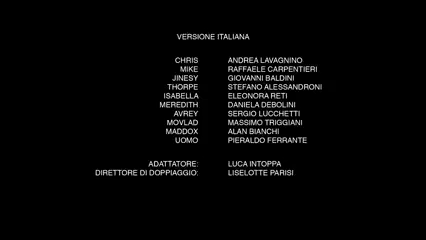 VERSIONE ITALIANA
CHRIS ANDREA LAVAGNINO
MIKE RAFFAELE CARPENTIERI
JINESY GIOVANNI BALDINI
THORPE STEFANO ALESSANDRONI
ISABELLA ELEONORA RETI
MEREDITH DANIELA DEBOLINI
AVREY SERGIO LUCCHETTI
MOVLAD MASSIMO TRIGGIANI
MADDOX ALAN BIANCHI
UOMO PIERALDO FERRANTE
ADATTATORE: LUCA INTOPPA
DIRETTORE DI DOPPIAGGIO: LISELOTTE PARISI